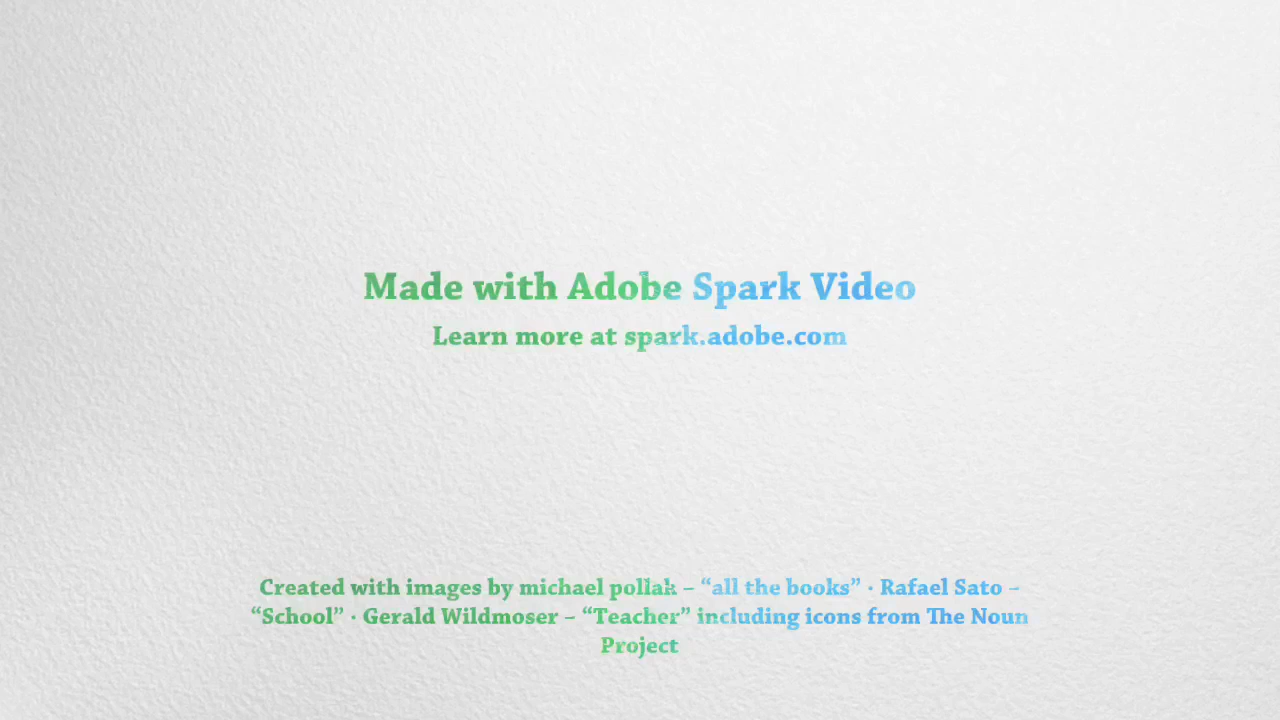 Made with Adobe Spark Video
Learn more at spark.adobe.com
Created with images by michael pollak – “all the books” · Rafael Sato –
“School” · Gerald Wildmoser – “Teacher” including icons from The Noun
Project